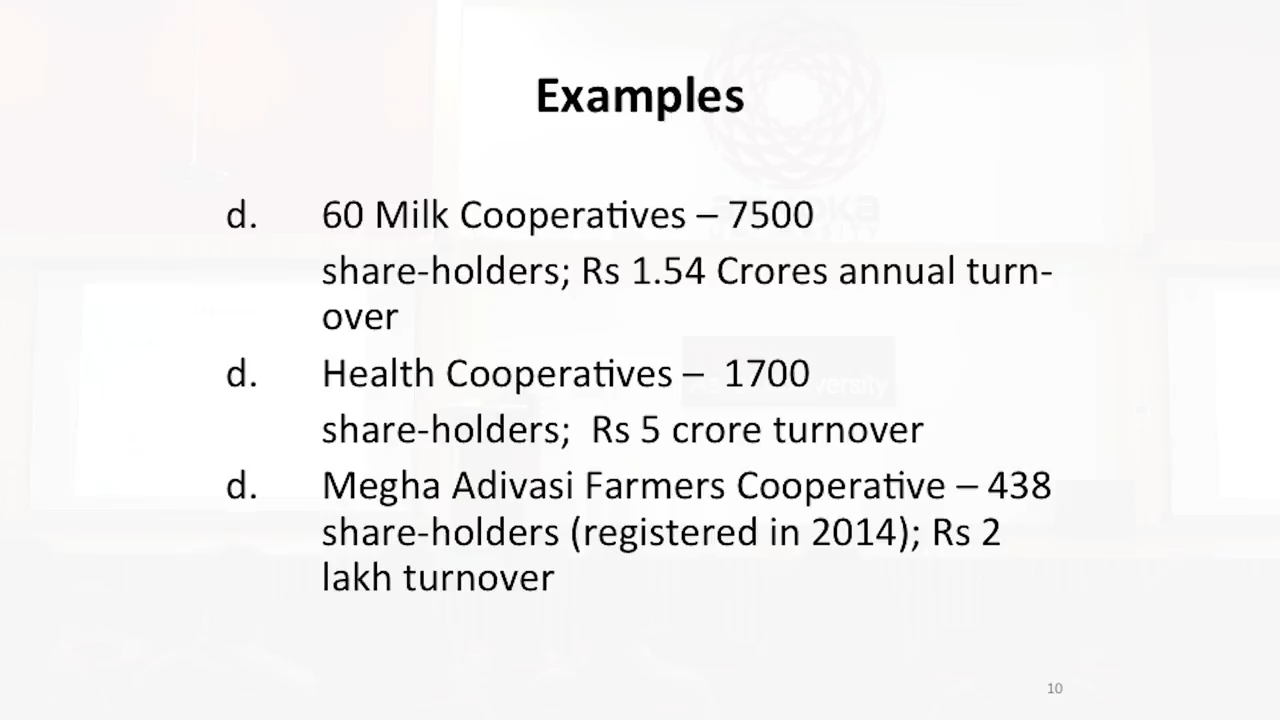 Examples
d. 60 Milk Cooperatives – 7500
share-holders; Rs 1.54 Crores annual turn-
over
d. Health Cooperatives – 1700
share-holders; Rs 5 crore turnover
d. Megha Adivasi Farmers Cooperative – 438
share-holders (registered in 2014); Rs 2
lakh turnover
10